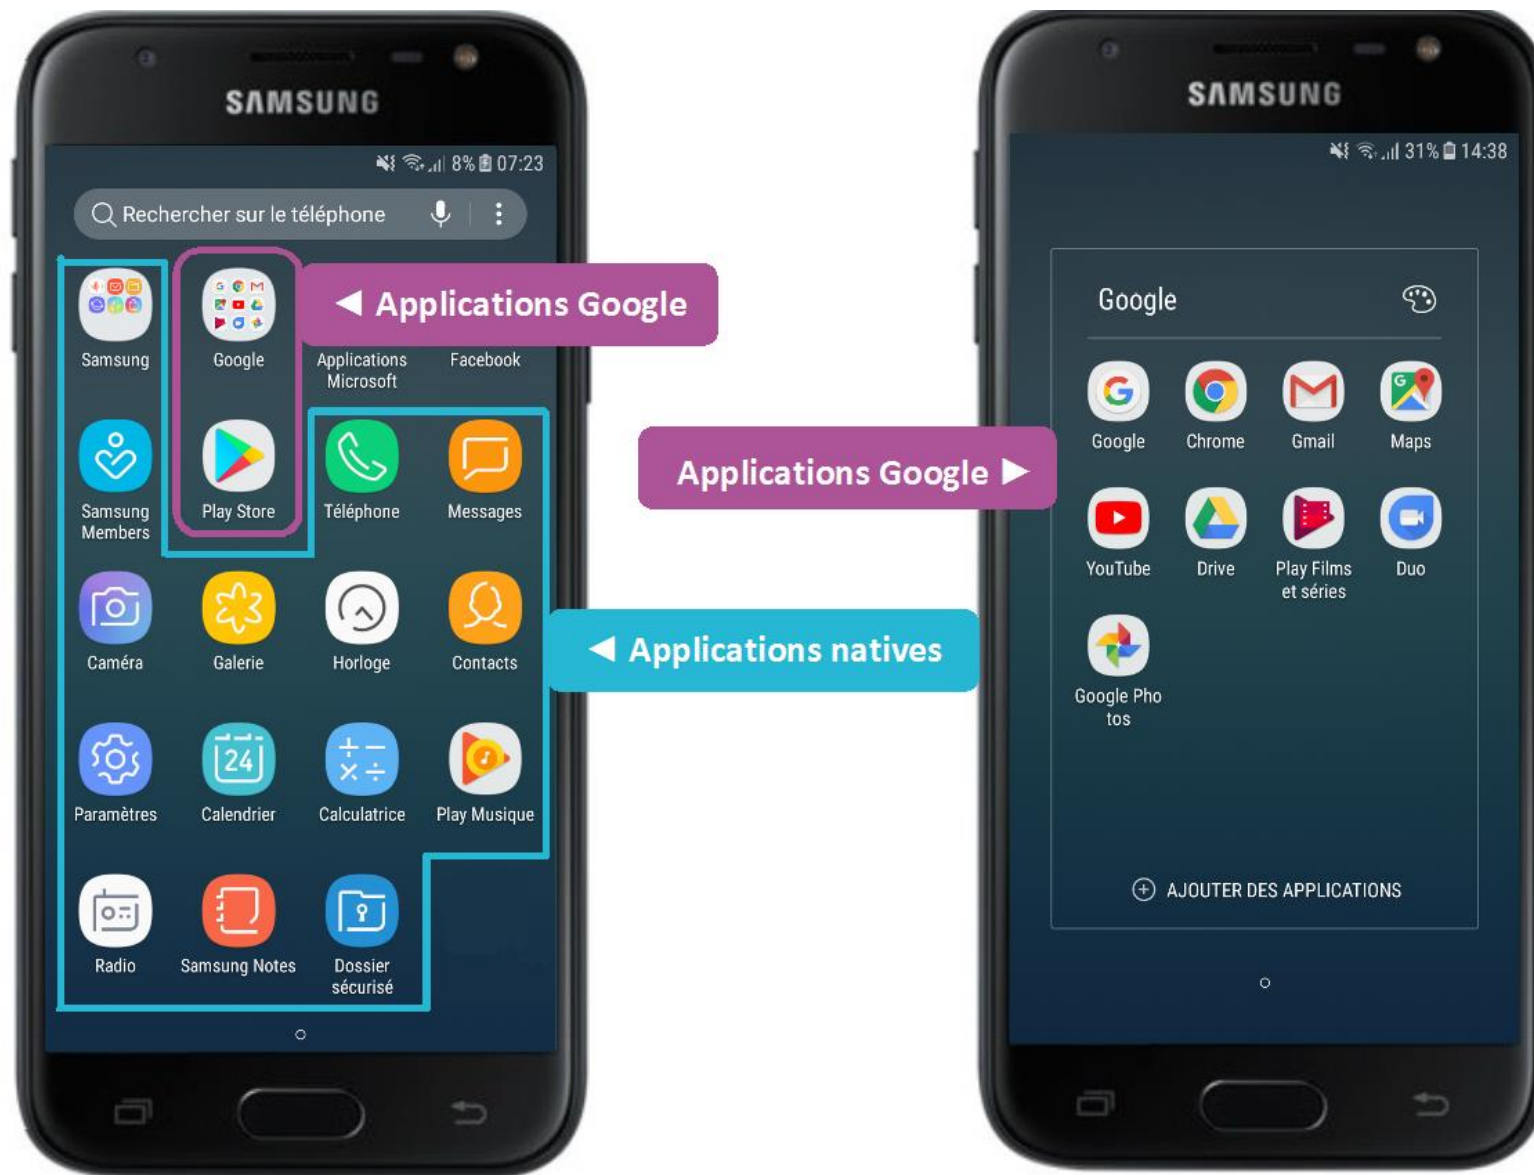 SAMSUNG
8% 07:23
Rechercher sur le téléphone
Samsung
Google
Applications
Microsoft
Facebook
◄ Applications Google
Samsung
Members
Play Store
Téléphone
Messages
Caméra
Galerie
Horloge
Contacts
◄ Applications natives
Paramètres
24
Calendrier
Calculatrice
Play Musique
Radio
Samsung Notes
Dossier
sécurisé
SAMSUNG
31% 14:38
Google
Google
Chrome
Gmail
Maps
Applications Google ►
YouTube
Drive
Play Films
et séries
Duo
Google Pho
tos
AJOUTER DES APPLICATIONS